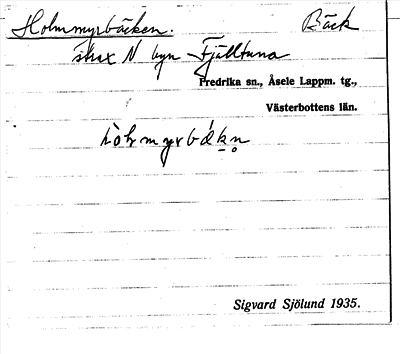 Holmmyrbäcken. Bäck
strax N byn Fjälltuna
Fredrika sn., Åsele Lappm. tg.,
Västerbottens län.
Sigvard Sjölund 1935.